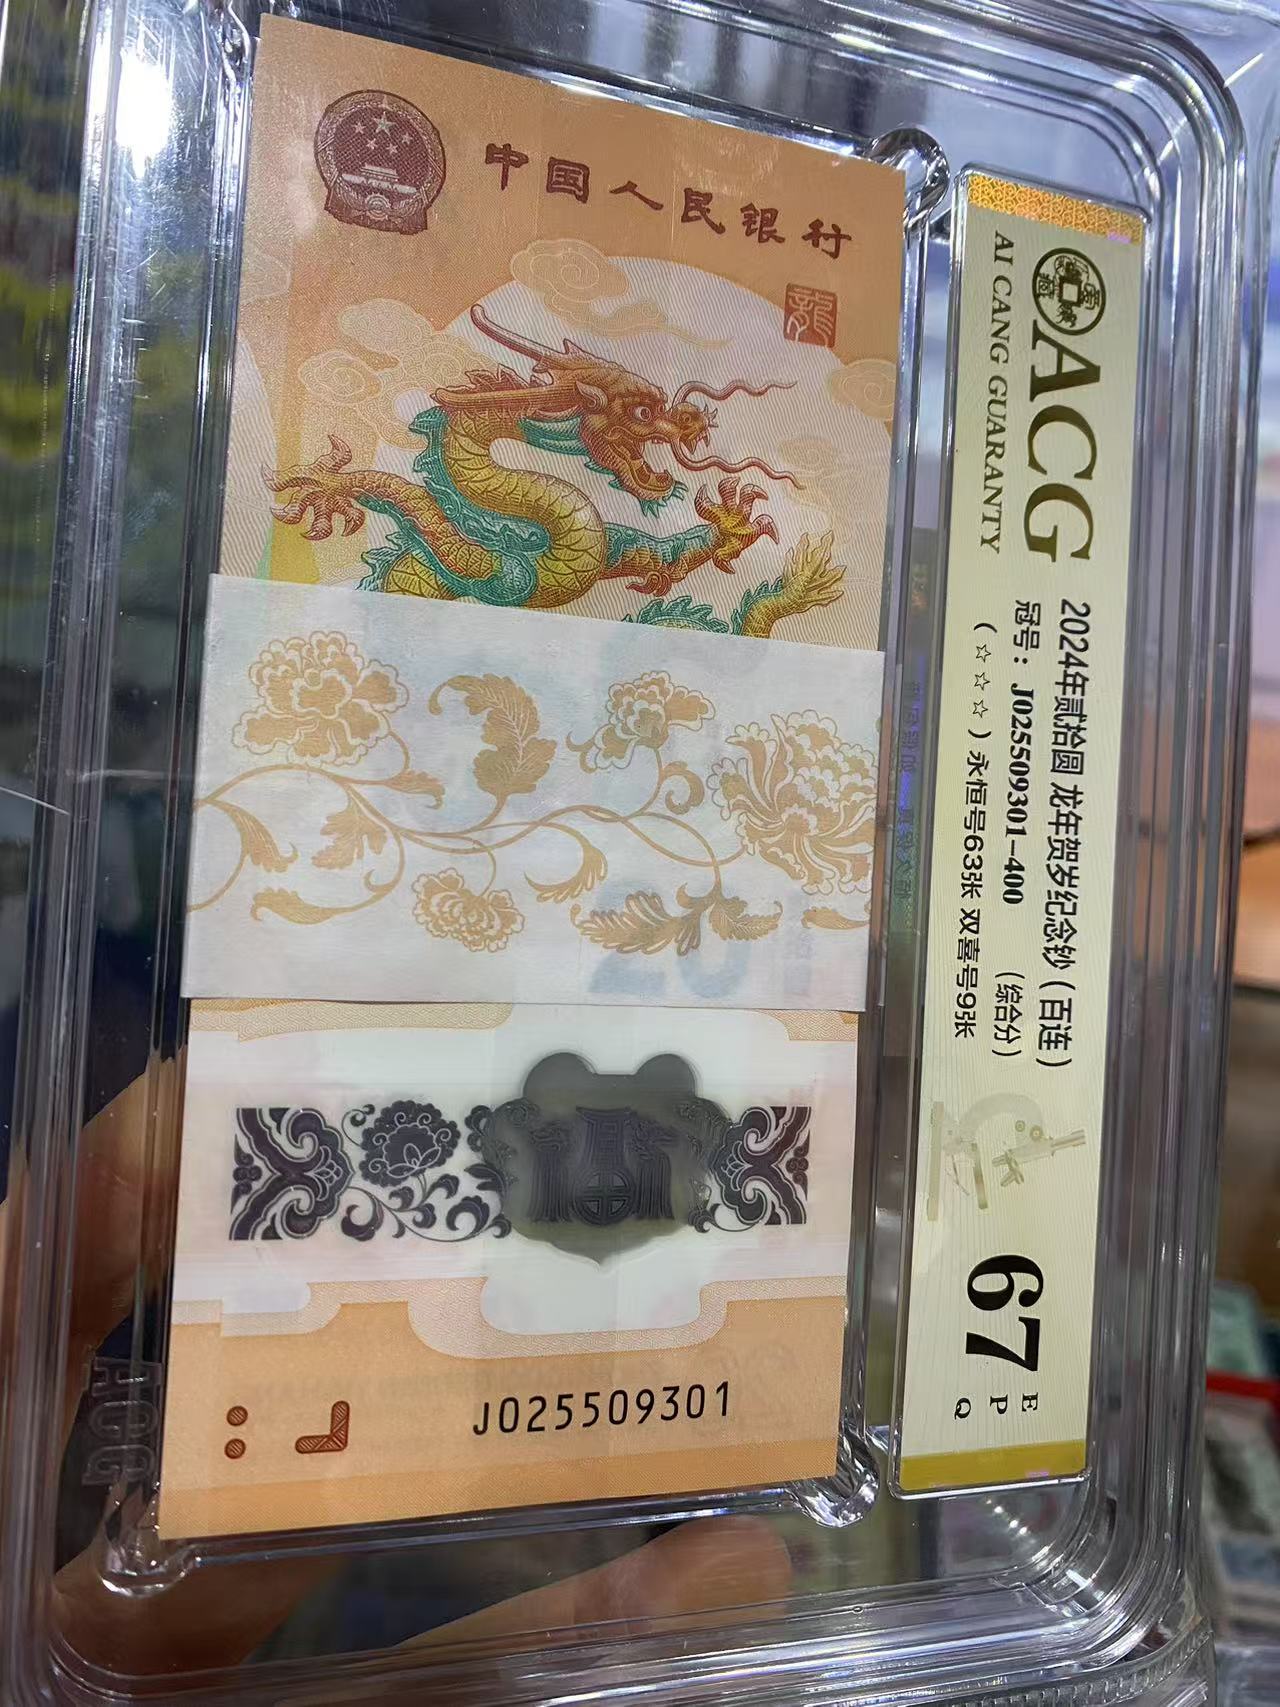 中国人民银行
龍
福
J025509301
ACG
AI CANG GUARANTY
2024年贰拾圆 龙年贺岁纪念钞（百连）
冠号：J025509301-400 （综合分）
（☆☆☆）永恒号63张 双喜号9张
67
E
P
Q
ACG